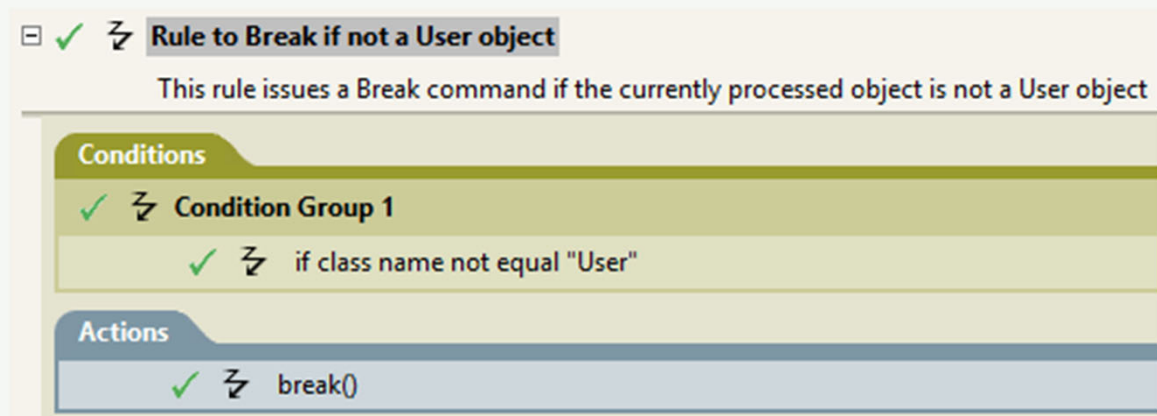 Rule to Break if not a User object
This rule issues a Break command if the currently processed object is not a User object
Conditions
Condition Group 1
if class name not equal "User"
Actions
break()